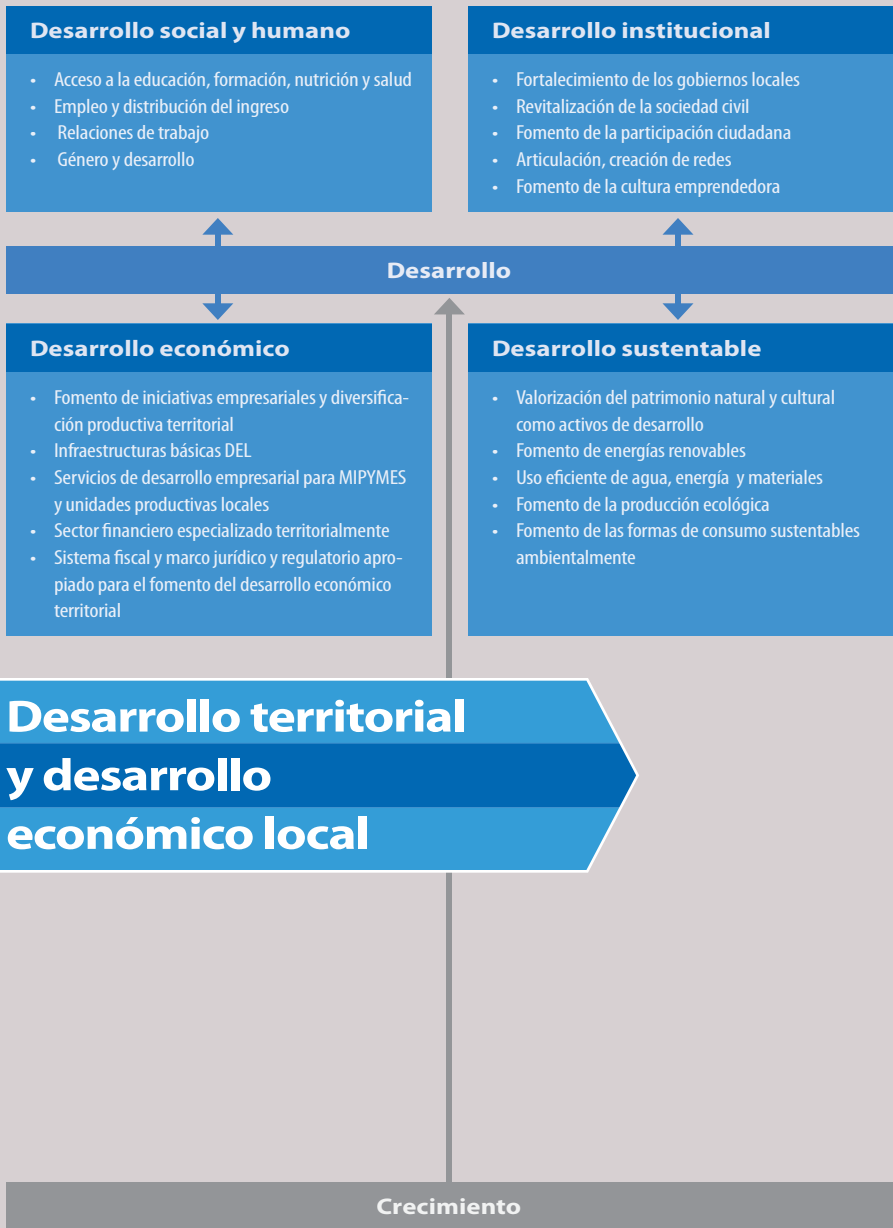 Desarrollo social y humano
• Acceso a la educación, formación, nutrición y salud
• Empleo y distribución del ingreso
• Relaciones de trabajo
• Género y desarrollo
Desarrollo institucional
• Fortalecimiento de los gobiernos locales
• Revitalización de la sociedad civil
• Fomento de la participación ciudadana
• Articulación, creación de redes
• Fomento de la cultura emprendedora
Desarrollo
Desarrollo económico
• Fomento de iniciativas empresariales y diversifica-
ción productiva territorial
• Infraestructuras básicas DEL
• Servicios de desarrollo empresarial para MIPYMES
y unidades productivas locales
• Sector financiero especializado territorialmente
• Sistema fiscal y marco jurídico y regulatorio apro-
piado para el fomento del desarrollo económico
territorial
Desarrollo sustentable
• Valorización del patrimonio natural y cultural
como activos de desarrollo
• Fomento de energías renovables
• Uso eficiente de agua, energía y materiales
• Fomento de la producción ecológica
• Fomento de las formas de consumo sustentables
ambientalmente
Desarrollo territorial
y desarrollo
económico local
Crecimiento